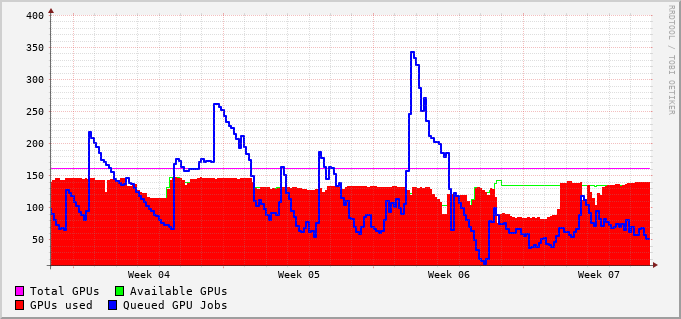 400
350
300
250
200
150
100
50
Week 04 Week 05 Week 06 Week 07
Total GPUs Available GPUs
GPUs used Queued GPU Jobs
RRDTOOL / TOBI OETIKER